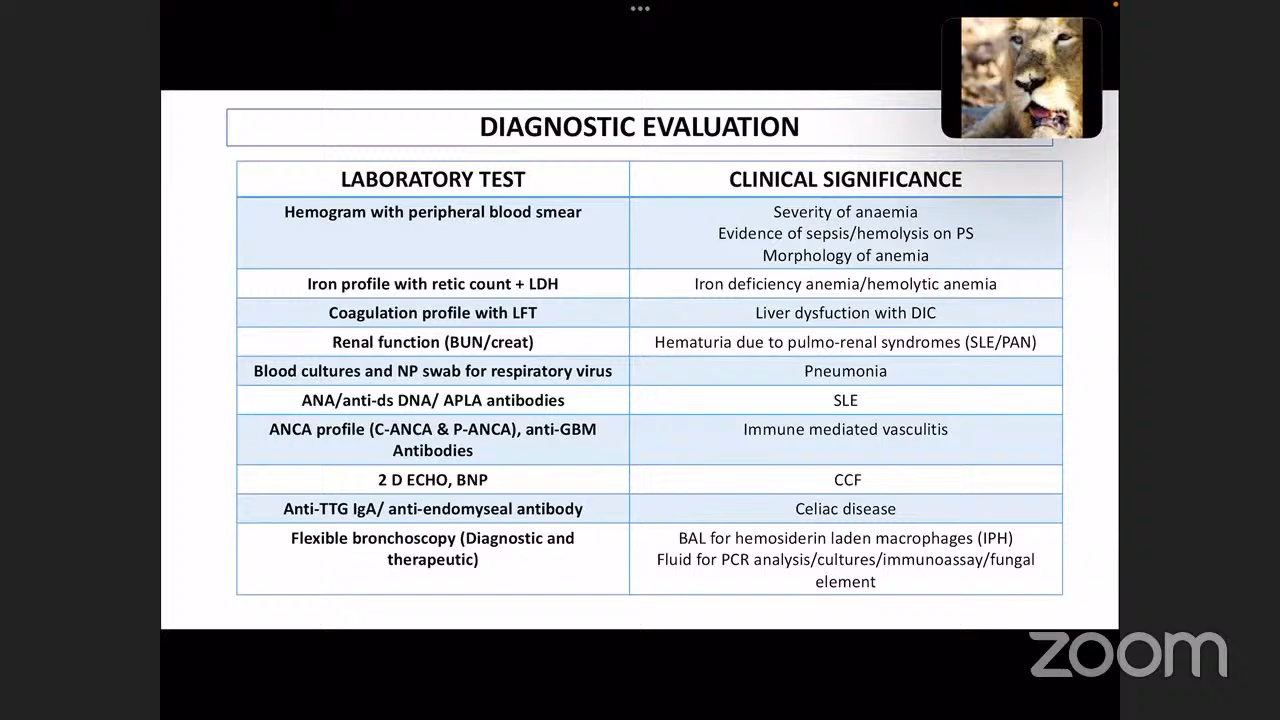 DIAGNOSTIC EVALUATION
LABORATORY TEST
CLINICAL SIGNIFICANCE
Hemogram with peripheral blood smear
Severity of anaemia
Evidence of sepsis/hemolysis on PS
Morphology of anemia
Iron profile with retic count + LDH
Iron deficiency anemia/hemolytic anemia
Coagulation profile with LFT
Liver dysfuction with DIC
Renal function (BUN/creat)
Hematuria due to pulmo-renal syndromes (SLE/PAN)
Blood cultures and NP swab for respiratory virus
Pneumonia
ANA/anti-ds DNA/ APLA antibodies
SLE
ANCA profile (C-ANCA & P-ANCA), anti-GBM
Antibodies
Immune mediated vasculitis
2 D ECHO, BNP
CCF
Anti-TTG IgA/ anti-endomyseal antibody
Celiac disease
Flexible bronchoscopy (Diagnostic and
therapeutic)
BAL for hemosiderin laden macrophages (IPH)
Fluid for PCR analysis/cultures/immunoassay/fungal
element
zoom